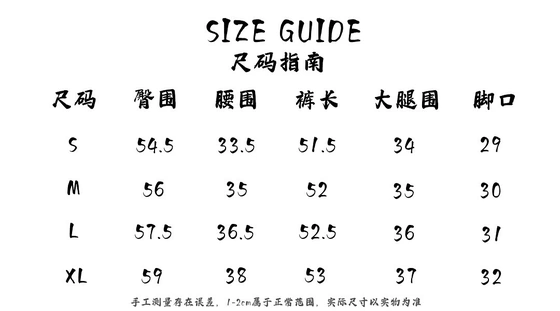 SIZE GUIDE
尺码指南
尺码 臀围 腰围 裤长 大腿围 脚口
S 54.5 33.5 51.5 34 29
M 56 35 52 35 30
L 57.5 36.5 52.5 36 31
XL 59 38 53 37 32
手工测量存在误差，1-2cm属于正常范围，实际尺寸以实物为准